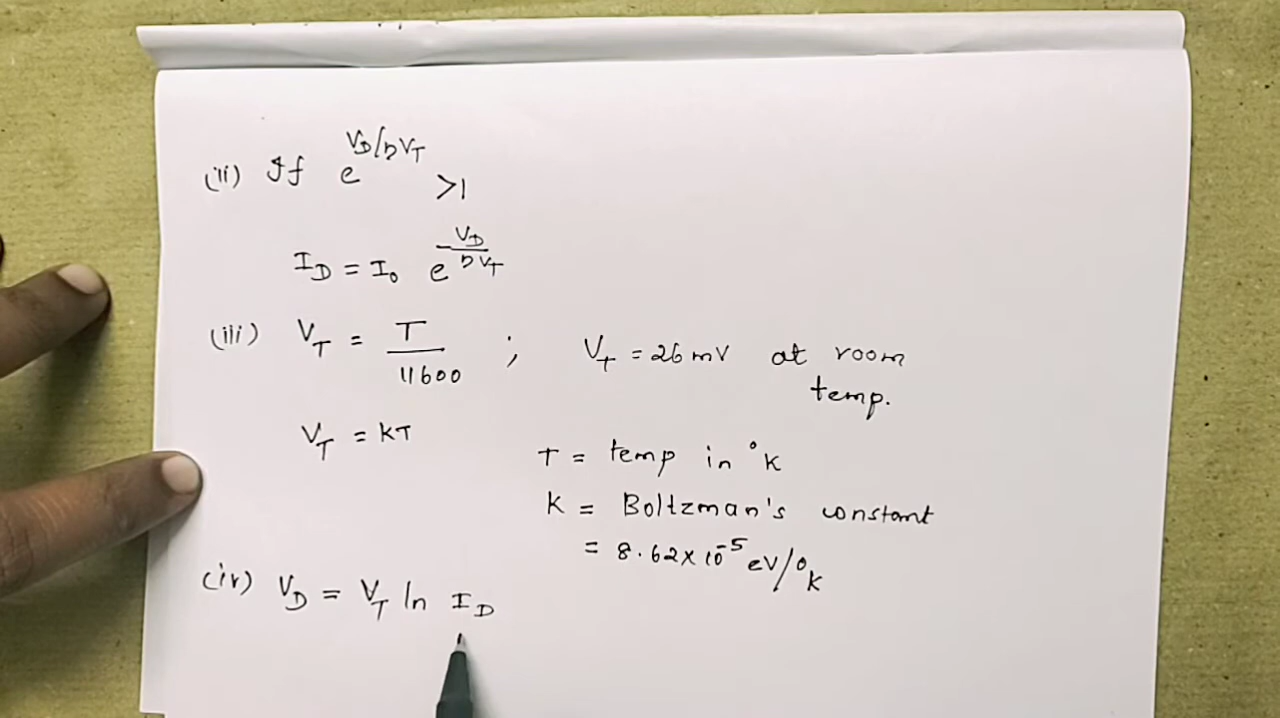 (ii) If e^{V_D/ηV_T} >1
I_D = I_0 e^{-V_D/ηV_T}
(iii) V_T = T/11600 ; V_T = 26 mV at room temp.
V_T = KT
T = temp in °K
K = Boltzman's constant
= 8.62×10^{-5} eV/°K
(iv) V_D = V_T ln I_D